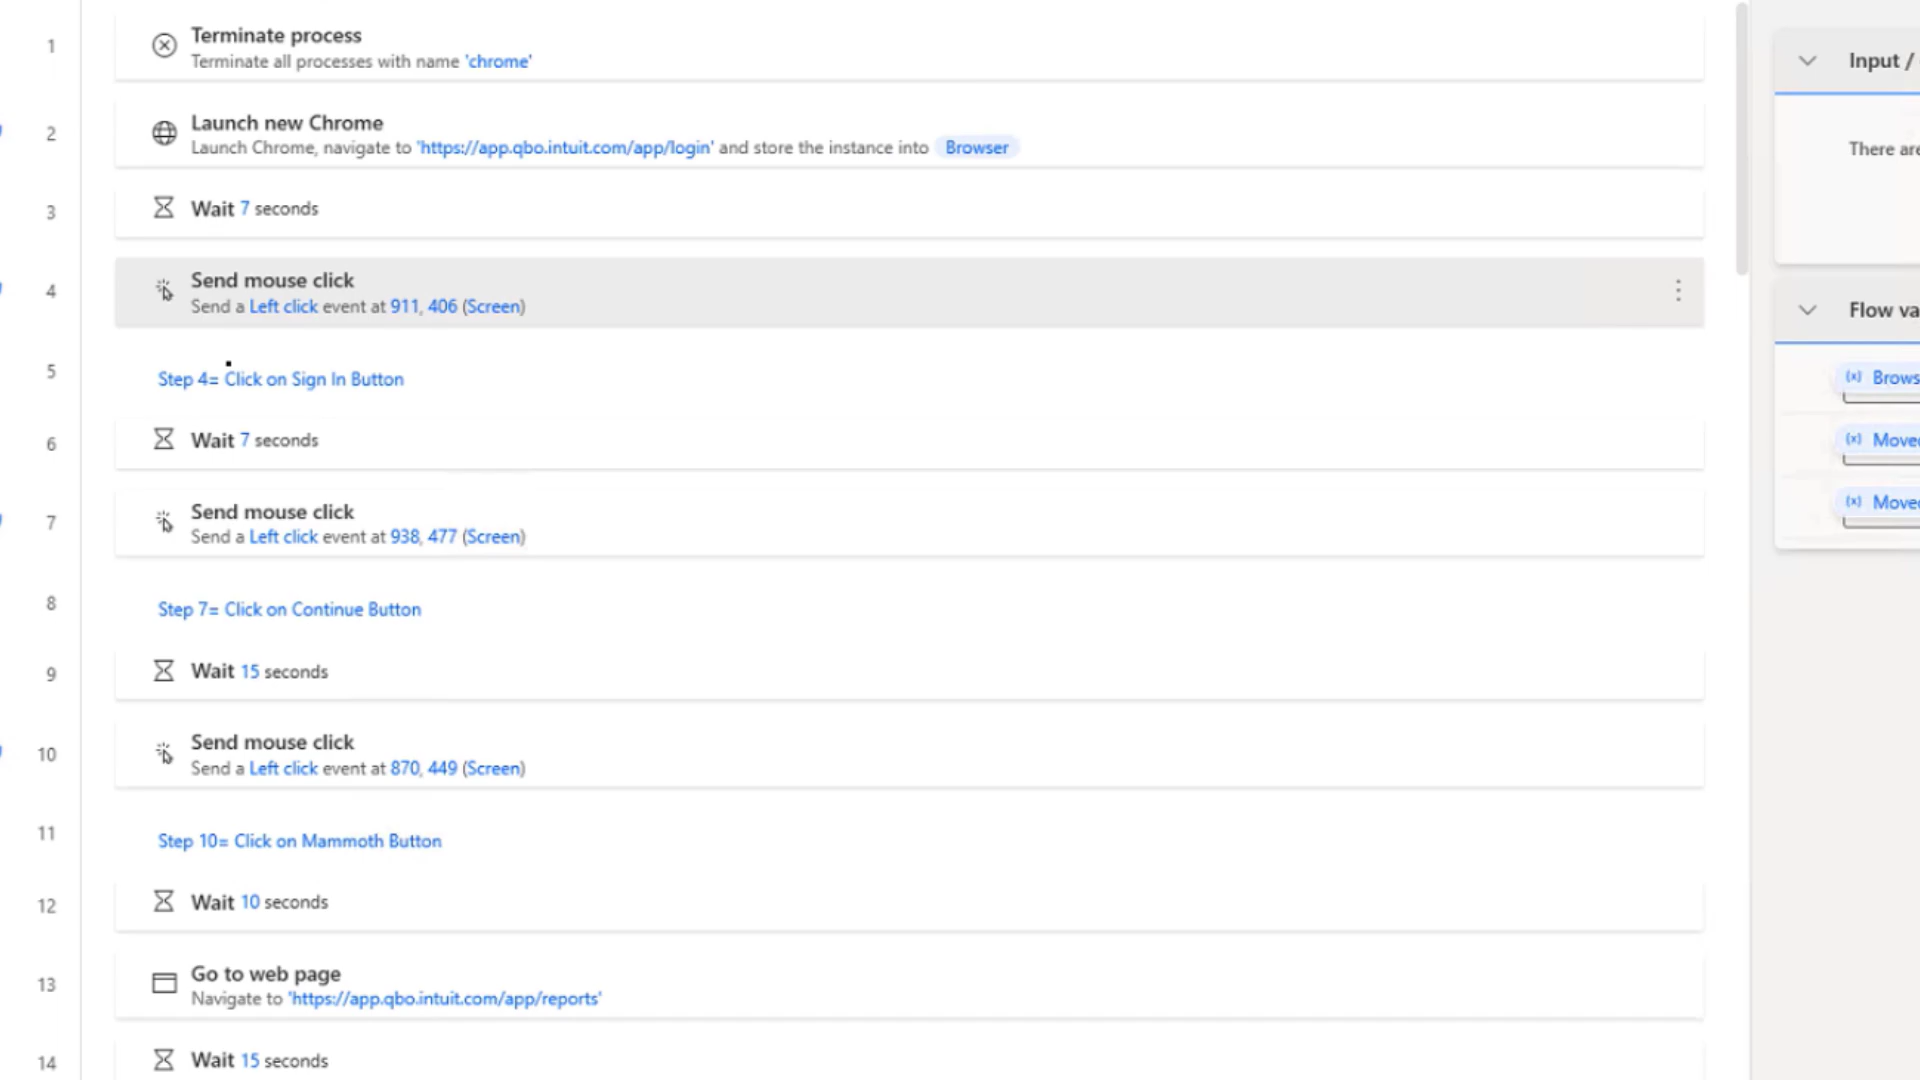 1
Terminate process
Terminate all processes with name 'chrome'
2
Launch new Chrome
Launch Chrome, navigate to 'https://app.qbo.intuit.com/app/login' and store the instance into Browser
3
Wait 7 seconds
4
Send mouse click
Send a Left click event at 911, 406 (Screen)
5
Step 4= Click on Sign In Button
6
Wait 7 seconds
7
Send mouse click
Send a Left click event at 938, 477 (Screen)
8
Step 7= Click on Continue Button
9
Wait 15 seconds
10
Send mouse click
Send a Left click event at 870, 449 (Screen)
11
Step 10= Click on Mammoth Button
12
Wait 10 seconds
13
Go to web page
Navigate to 'https://app.qbo.intuit.com/app/reports'
14
Wait 15 seconds
Input /
There are
Flow va
(x) Brows
(x) Move
(x) Move